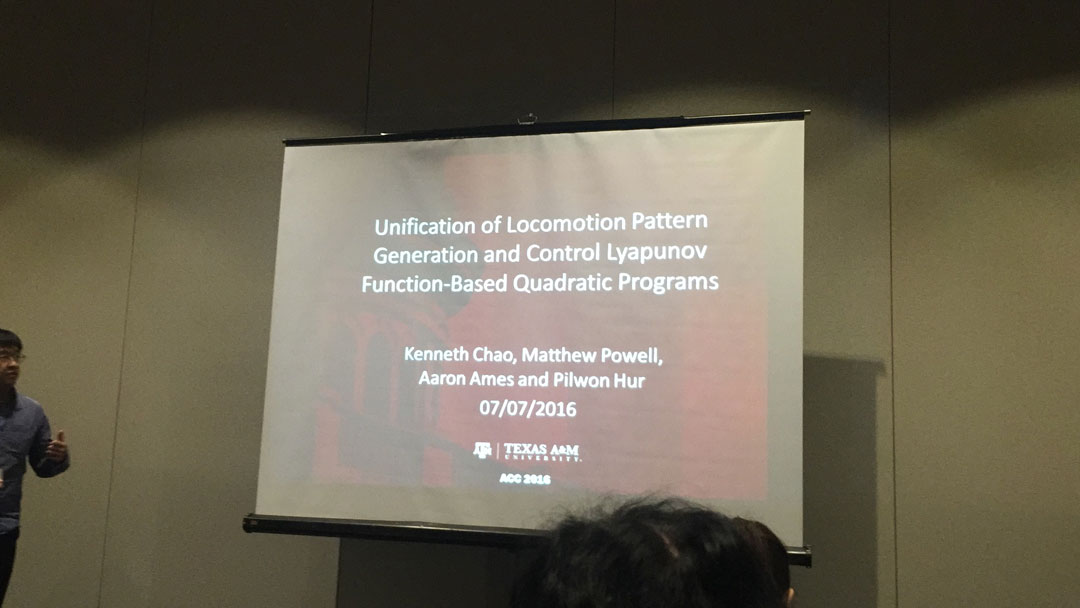 Unification of Locomotion Pattern
Generation and Control Lyapunov
Function-Based Quadratic Programs
Kenneth Chao, Matthew Powell,
Aaron Ames and Pilwon Hur
07/07/2016
TEXAS A&M
UNIVERSITY.
ACC 2016